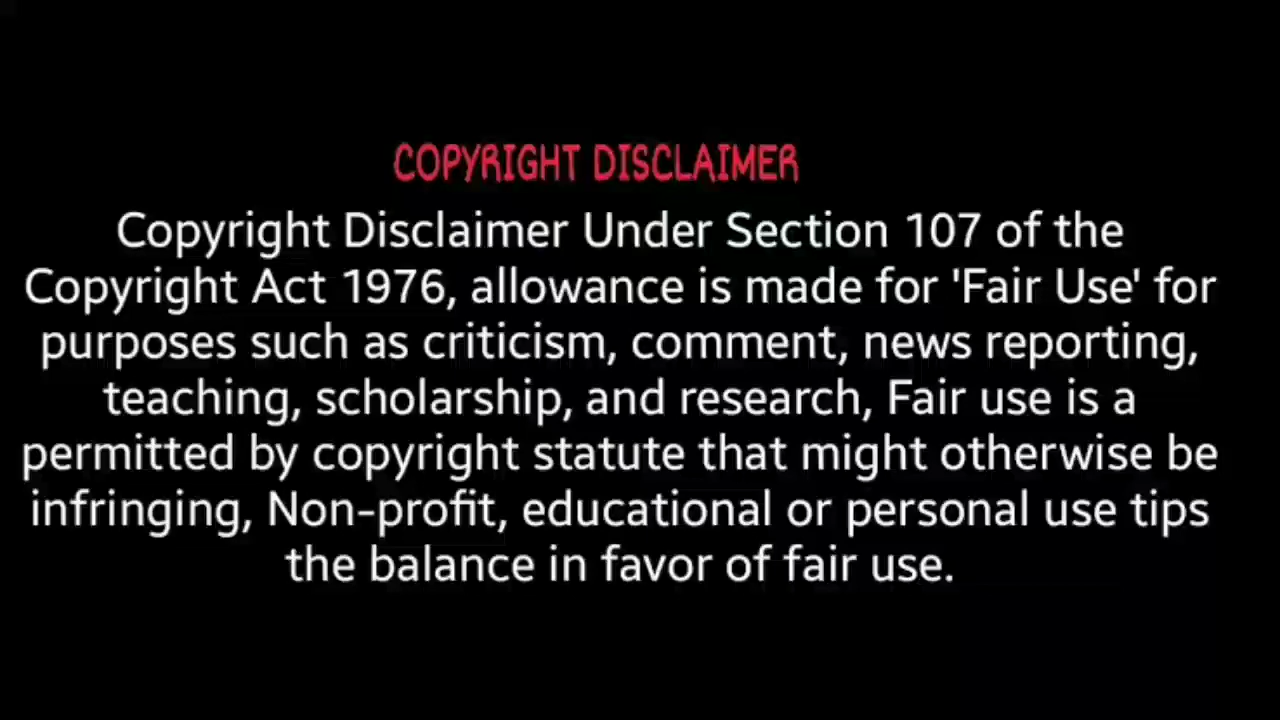 COPYRIGHT DISCLAIMER
Copyright Disclaimer Under Section 107 of the
Copyright Act 1976, allowance is made for 'Fair Use' for
purposes such as criticism, comment, news reporting,
teaching, scholarship, and research, Fair use is a
permitted by copyright statute that might otherwise be
infringing, Non-profit, educational or personal use tips
the balance in favor of fair use.